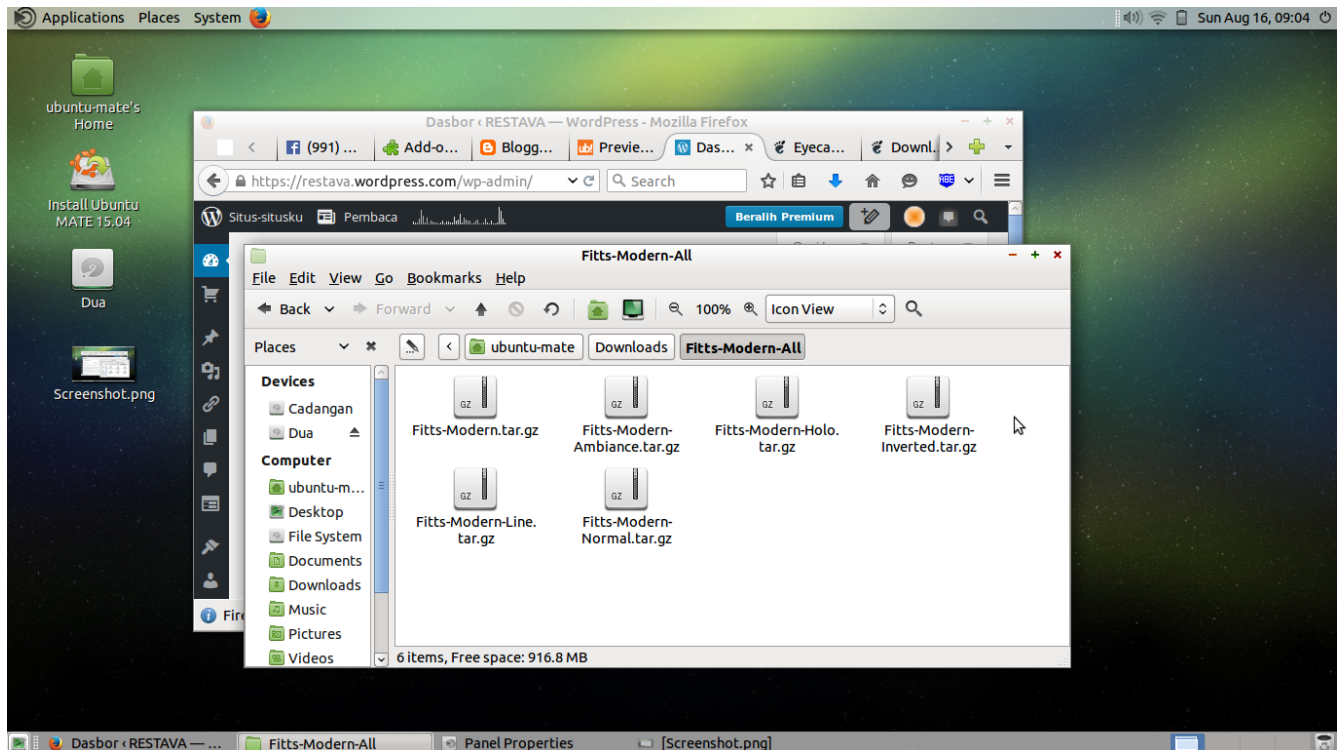 Applications Places System
Sun Aug 16, 09:04
ubuntu-mate's
Home
Install Ubuntu
MATE 15.04
Dua
Screenshot.png
Dasbor ‹ RESTAVA — WordPress - Mozilla Firefox
(991) ... Add-o... Blogg... Previe... Das... Eyeca... Downl.
https://restava.wordpress.com/wp-admin/ Search ABE
Situs-situsku Pembaca Beralih Premium
Fitts-Modern-All
File Edit View Go Bookmarks Help
Back Forward 100% Icon View
Places ubuntu-mate Downloads Fitts-Modern-All
Devices
Cadangan
Dua
Computer
ubuntu-m...
Desktop
File System
Documents
Downloads
Music
Pictures
Videos
GZ
Fitts-Modern.tar.gz
GZ
Fitts-Modern-
Ambiance.tar.gz
GZ
Fitts-Modern-Holo.
tar.gz
GZ
Fitts-Modern-
Inverted.tar.gz
GZ
Fitts-Modern-Line.
tar.gz
GZ
Fitts-Modern-
Normal.tar.gz
6 items, Free space: 916.8 MB
Fire
Dasbor ‹ RESTAVA — ... Fitts-Modern-All Panel Properties [Screenshot.png]